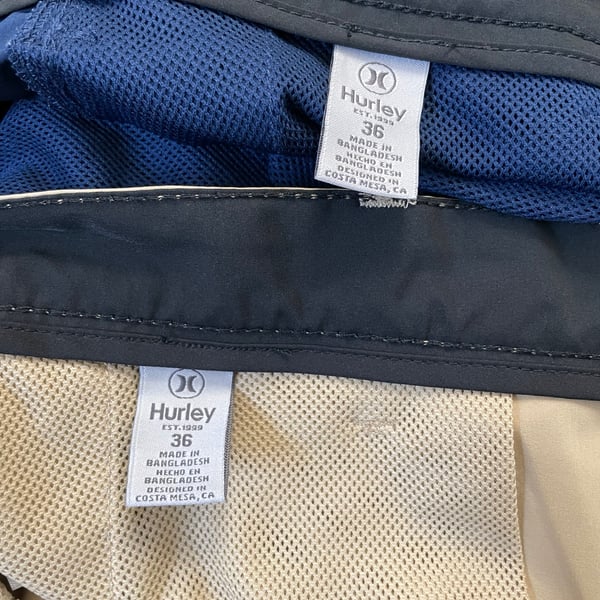 Hurley
EST. 1999
36
MADE IN
BANGLADESH
HECHO EN
BANGLADESH
DESIGNED IN
COSTA MESA, CA
Hurley
EST. 1999
36
MADE IN
BANGLADESH
HECHO EN
BANGLADESH
DESIGNED IN
COSTA MESA, CA